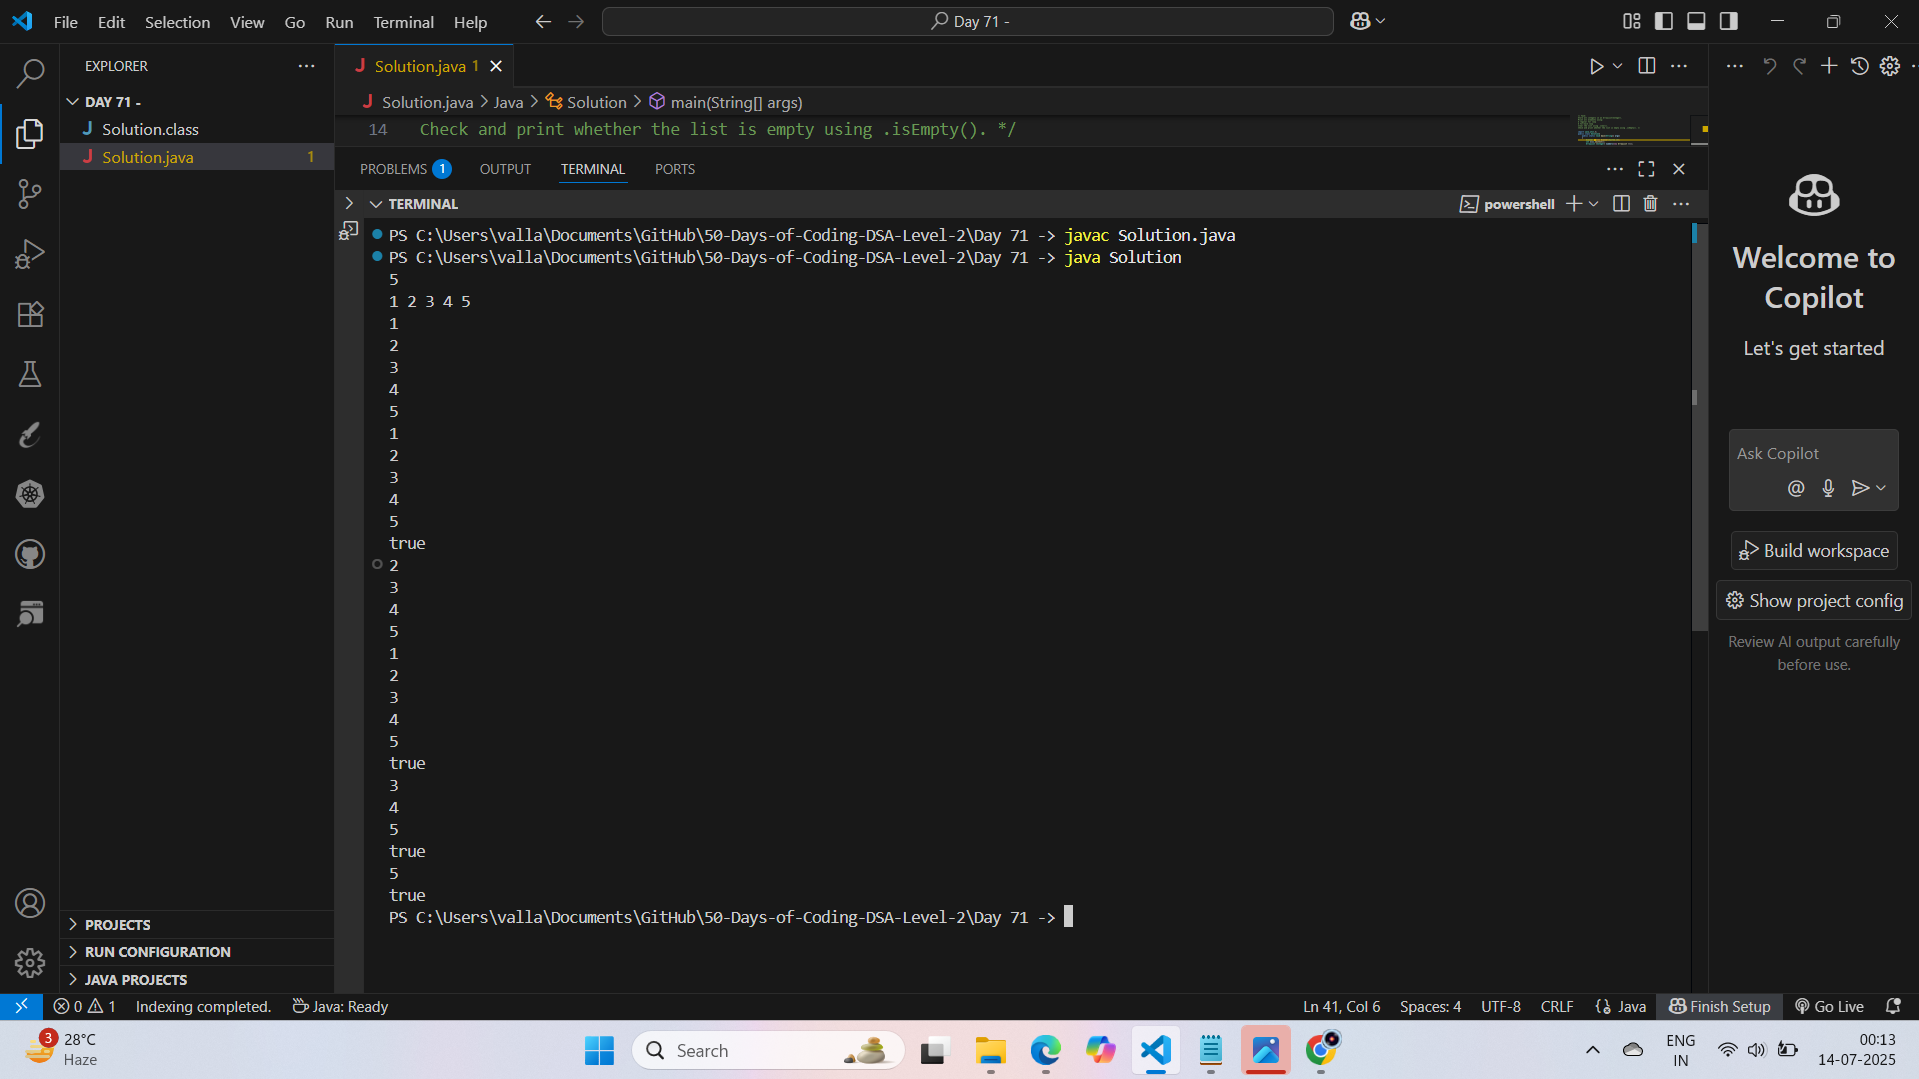 File Edit Selection View Go Run Terminal Help
Day 71 -
EXPLORER
DAY 71 -
J Solution.class
J Solution.java 1
PROJECTS
RUN CONFIGURATION
JAVA PROJECTS
J Solution.java 1
J Solution.java > Java > Solution > main(String[] args)
14 Check and print whether the list is empty using .isEmpty(). */
PROBLEMS 1 OUTPUT TERMINAL PORTS
TERMINAL
powershell
PS C:\Users\valla\Documents\GitHub\50-Days-of-Coding-DSA-Level-2\Day 71 -> javac Solution.java
PS C:\Users\valla\Documents\GitHub\50-Days-of-Coding-DSA-Level-2\Day 71 -> java Solution
5
1 2 3 4 5
1
2
3
4
5
1
2
3
4
5
true
2
3
4
5
1
2
3
4
5
true
3
4
5
true
5
true
PS C:\Users\valla\Documents\GitHub\50-Days-of-Coding-DSA-Level-2\Day 71 ->
Welcome to
Copilot
Let's get started
Ask Copilot
@
Build workspace
Show project config
Review AI output carefully
before use.
0 1 Indexing completed. Java: Ready
Ln 41, Col 6 Spaces: 4 UTF-8 CRLF {} Java Finish Setup Go Live
3
28°C
Haze
Search
ENG
IN
00:13
14-07-2025